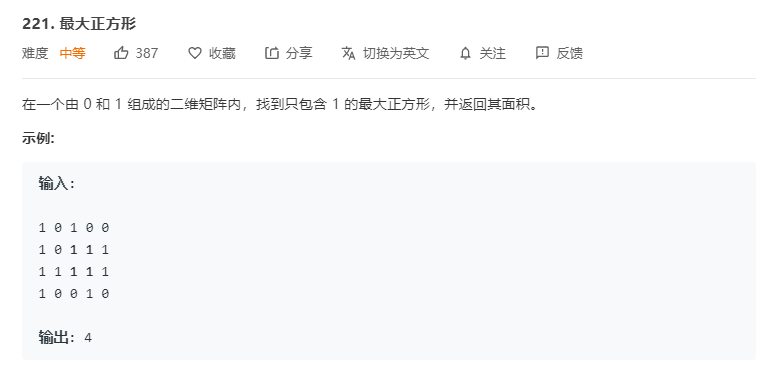 221. 最大正方形
难度 中等 387 收藏 分享 切换为英文 关注 反馈
在一个由 0 和 1 组成的二维矩阵内，找到只包含 1 的最大正方形，并返回其面积。
示例:
输入:
1 0 1 0 0
1 0 1 1 1
1 1 1 1 1
1 0 0 1 0
输出: 4